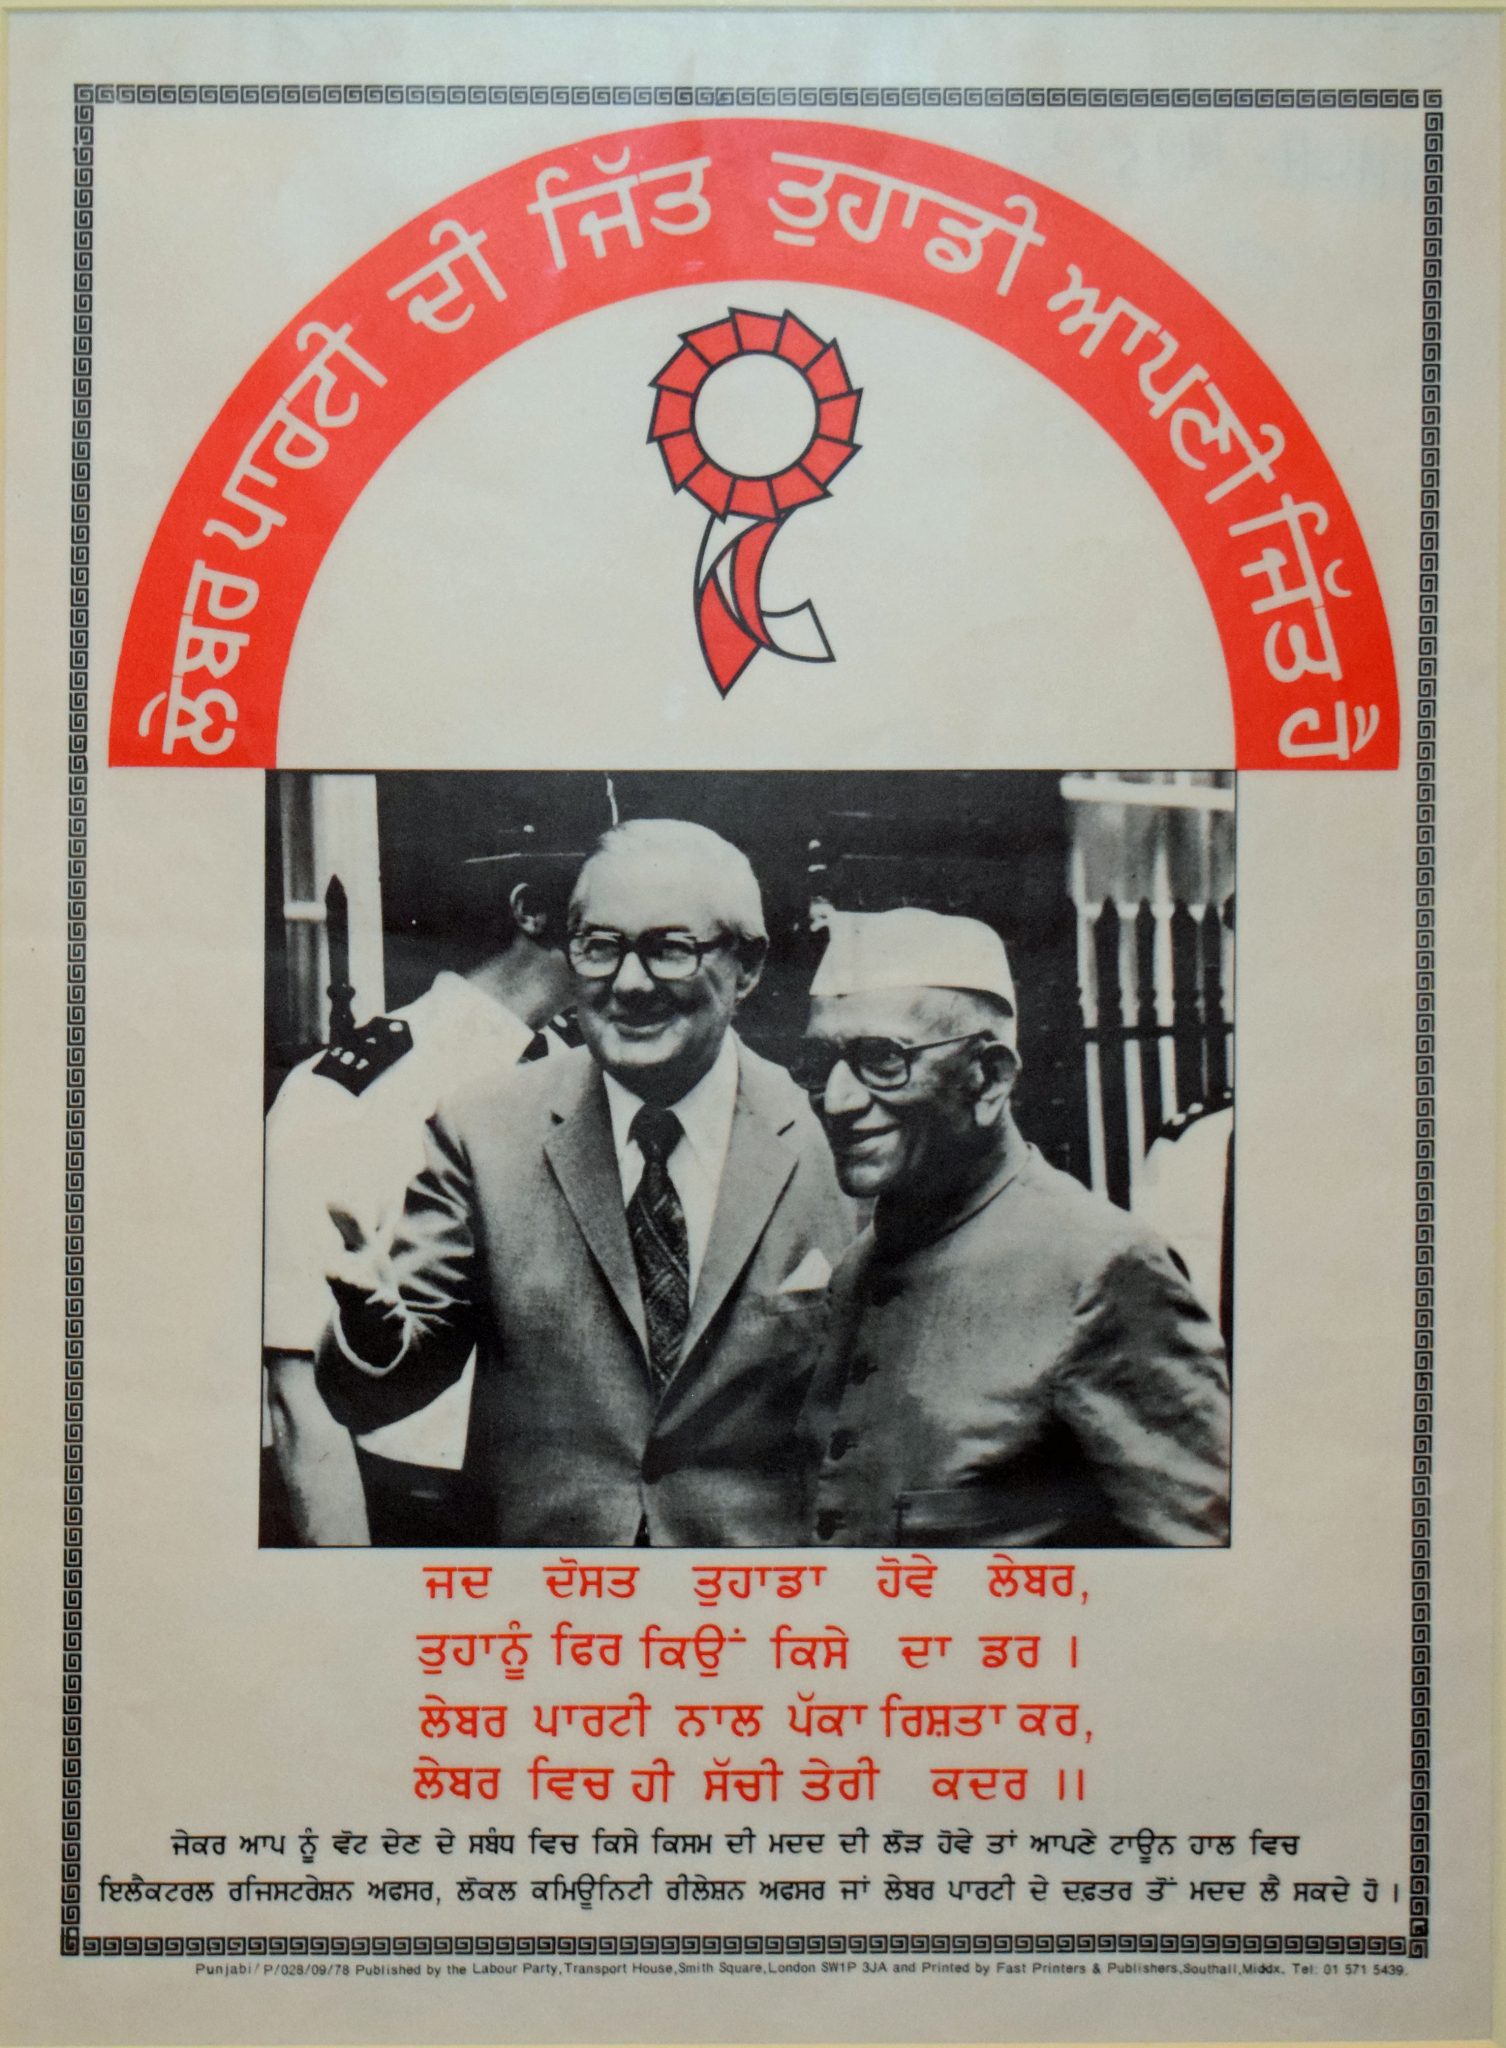 ਲੇਬਰ ਪਾਰਟੀ ਦੀ ਜਿੱਤ ਤੁਹਾਡੀ ਆਪਣੀ ਜਿੱਤ ਹੈ
ਜਦ ਦੋਸਤ ਤੁਹਾਡਾ ਹੋਵੇ ਲੇਬਰ,
ਤੁਹਾਨੂੰ ਫਿਰ ਕਿਉਂ ਕਿਸੇ ਦਾ ਡਰ ।
ਲੇਬਰ ਪਾਰਟੀ ਨਾਲ ਪੱਕਾ ਰਿਸ਼ਤਾ ਕਰ,
ਲੇਬਰ ਵਿਚ ਹੀ ਸੱਚੀ ਤੇਰੀ ਕਦਰ ।।
ਜੇਕਰ ਆਪ ਨੂੰ ਵੋਟ ਦੇਣ ਦੇ ਸਬੰਧ ਵਿਚ ਕਿਸੇ ਕਿਸਮ ਦੀ ਮਦਦ ਦੀ ਲੋੜ ਹੋਵੇ ਤਾਂ ਆਪਣੇ ਟਾਊਨ ਹਾਲ ਵਿਚ
ਇਲੈਕਟਰਲ ਰਜਿਸਟਰੇਸ਼ਨ ਅਫਸਰ, ਲੋਕਲ ਕਮਿਊਨਿਟੀ ਰੀਲੇਸ਼ਨ ਅਫਸਰ ਜਾਂ ਲੇਬਰ ਪਾਰਟੀ ਦੇ ਦਫ਼ਤਰ ਤੋਂ ਮਦਦ ਲੈ ਸਕਦੇ ਹੋ ।
Punjabi/P/028/09/78 Published by the Labour Party, Transport House, Smith Square, London SW1P 3JA and Printed by Fast Printers & Publishers, Southall, Middx. Tel: 01 571 5439.